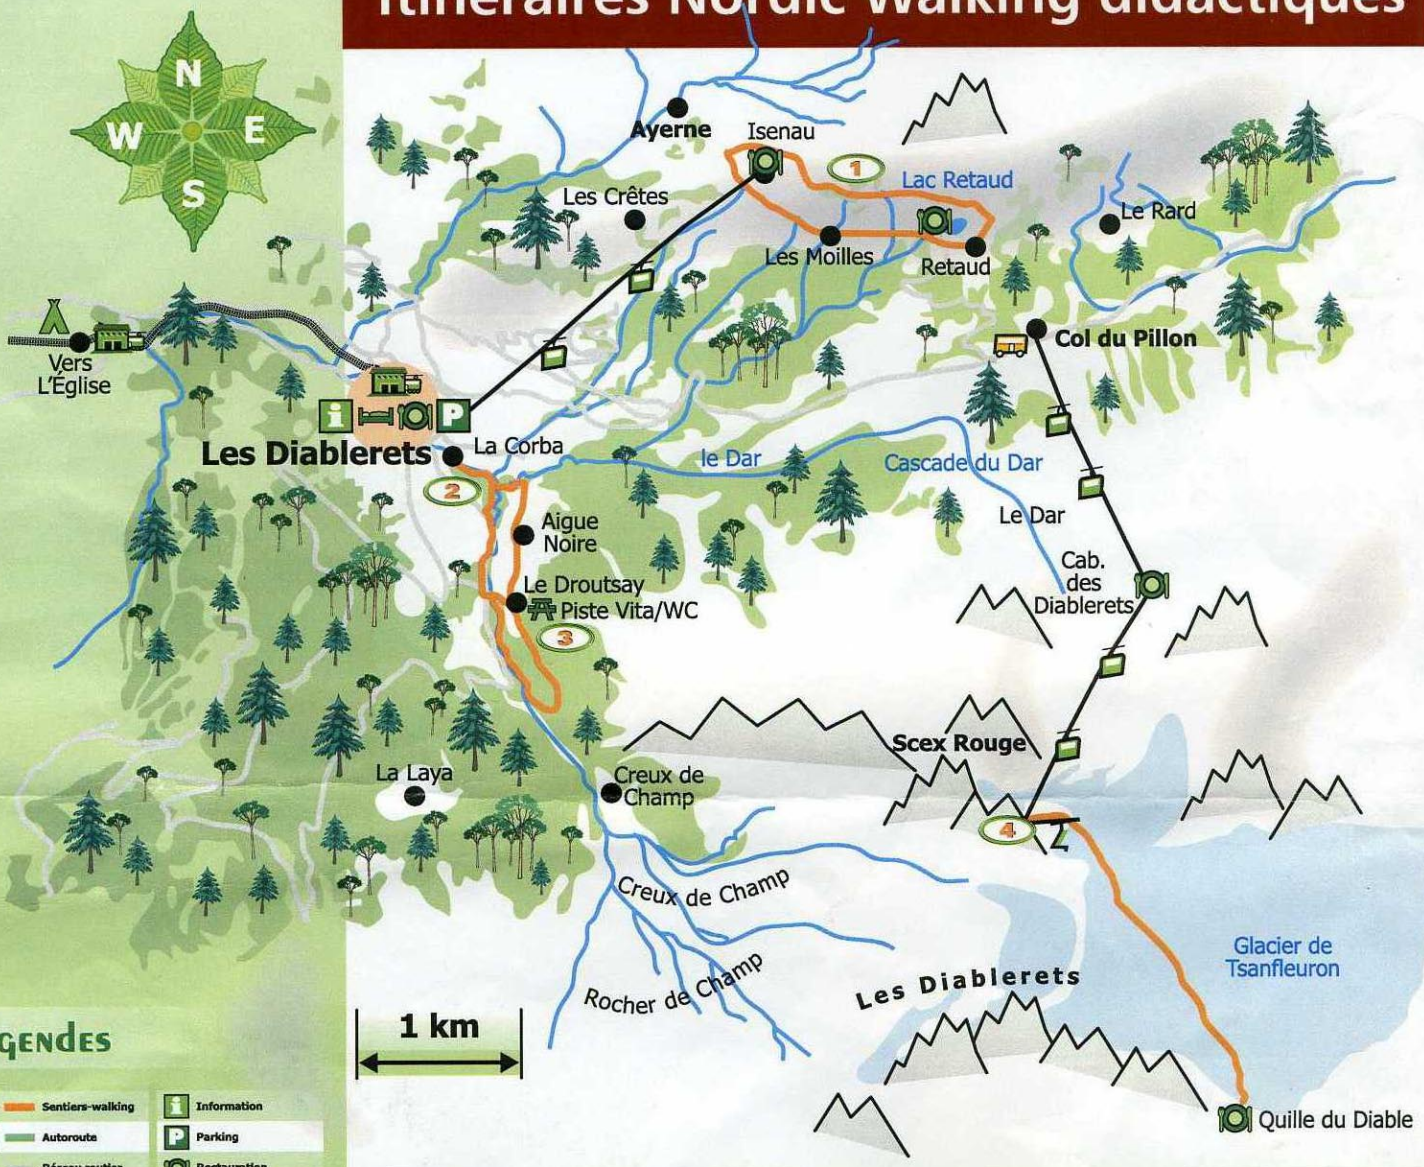 Itinéraires Nordic Walking didactiques
N
W
E
S
Ayerne
Isenau
1
Lac Retaud
Les Crêtes
Le Rard
Les Moilles
Retaud
Col du Pillon
Vers
L'Église
i
P
Les Diablerets
La Corba
2
le Dar
Cascade du Dar
Le Dar
Aigue
Noire
Cab.
des
Diablerets
Le Droutsay
Piste Vita/WC
3
Scex Rouge
La Laya
Creux de
Champ
4
Creux de Champ
Rocher de Champ
Glacier de
Tsanfleuron
Les Diablerets
1 km
Quille du Diable
GENDES
Sentiers-walking
i Information
Autoroute
P Parking
Réseau routier
Restauration